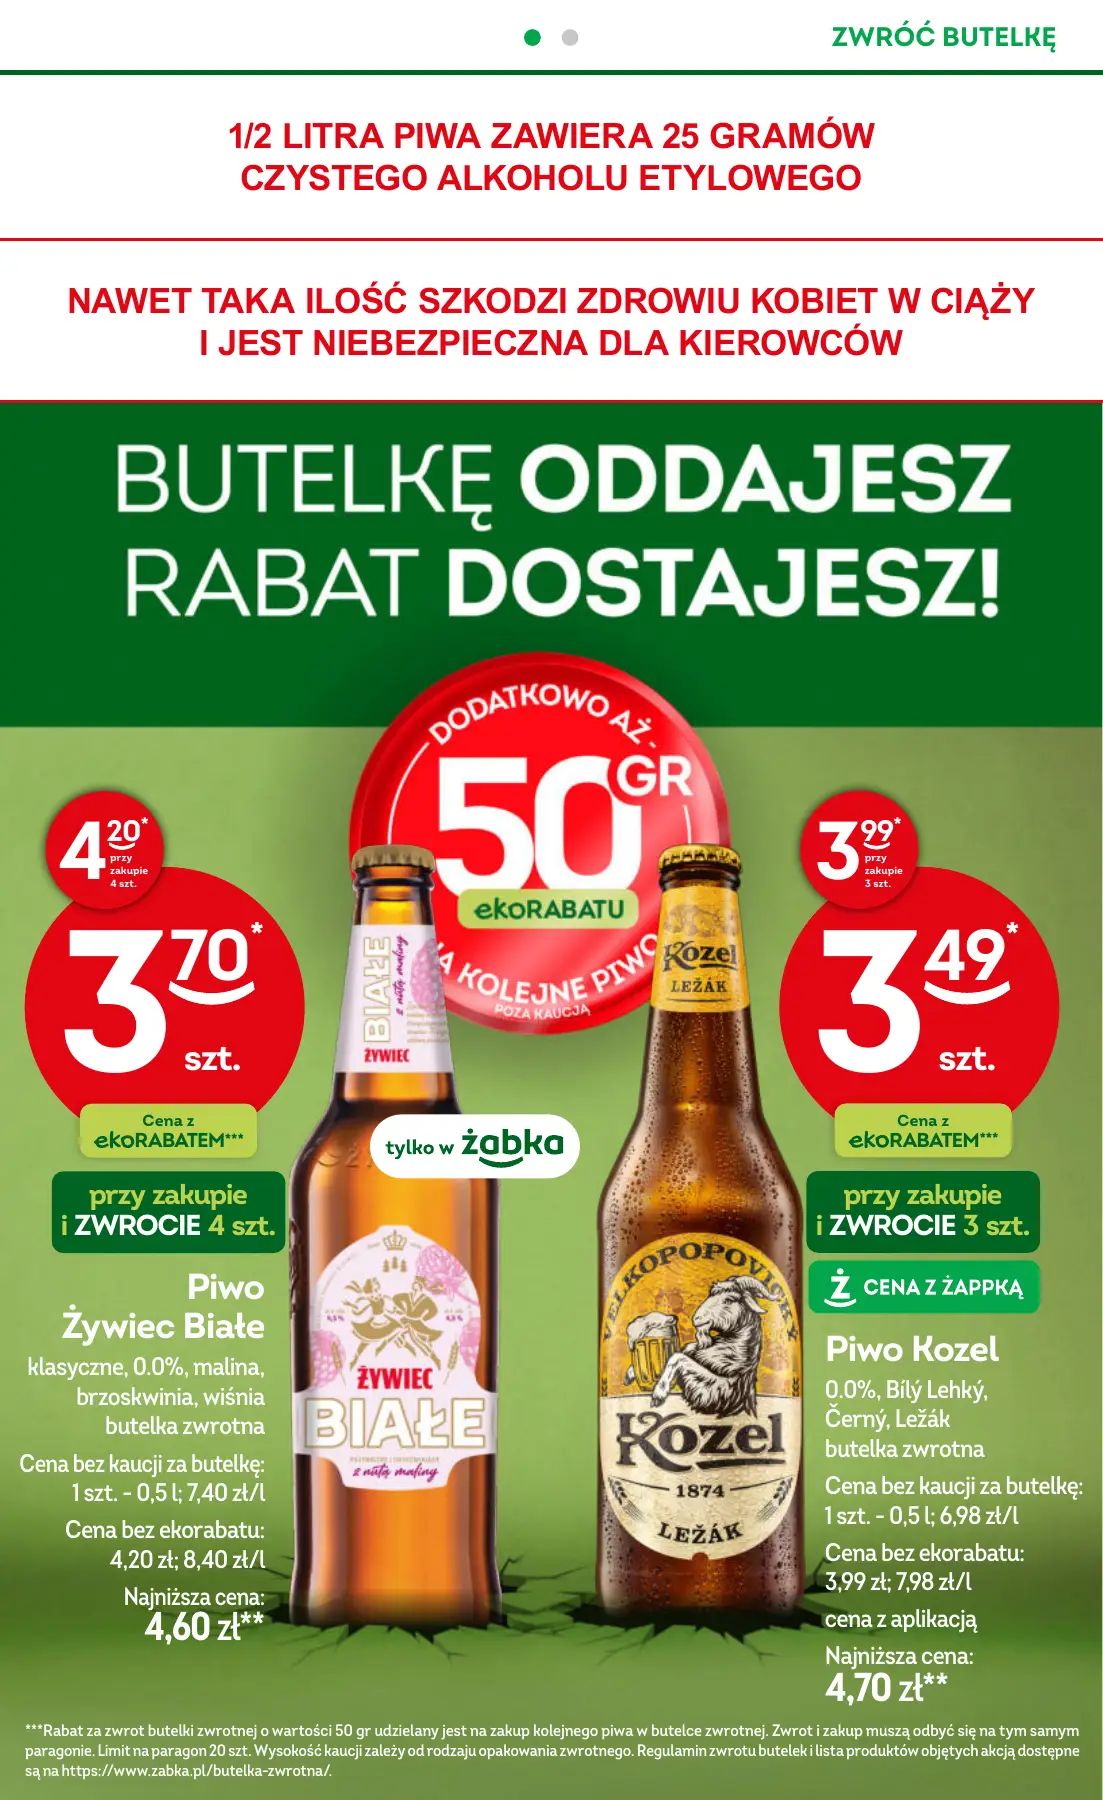 ZWRÓĆ BUTELKĘ
1/2 LITRA PIWA ZAWIERA 25 GRAMÓW
CZYSTEGO ALKOHOLU ETYLOWEGO
NAWET TAKA ILOŚĆ SZKODZI ZDROWIU KOBIET W CIĄŻY
I JEST NIEBEZPIECZNA DLA KIEROWCÓW
BUTELKĘ ODDAJESZ
RABAT DOSTAJESZ!
DODATKOWO AŻ
50 GR
ekoRABATU
NA KOLEJNE PIWO
POZA KAUCJĄ
4 20*
przy
zakupie
4 szt.
3 70*
szt.
Cena z
ekoRABATEM***
przy zakupie
i ZWROCIE 4 szt.
Piwo
Żywiec Białe
klasyczne, 0.0%, malina,
brzoskwinia, wiśnia
butelka zwrotna
Cena bez kaucji za butelkę:
1 szt. - 0,5 l; 7,40 zł/l
Cena bez ekorabatu:
4,20 zł; 8,40 zł/l
Najniższa cena:
4,60 zł**
BIAŁE
z nutą maliny
ŻYWIEC
tylko w żabka
ŻYWIEC
BIAŁE
z nutą maliny
Kozel
LEŽÁK
VELKOPOPOVICKÝ
Kozel
1874
LEŽÁK
3 99*
przy
zakupie
3 szt.
3 49*
szt.
Cena z
ekoRABATEM***
przy zakupie
i ZWROCIE 3 szt.
Ż CENA Z ŻAPPKĄ
Piwo Kozel
0.0%, Bílý Lehký,
Černý, Ležák
butelka zwrotna
Cena bez kaucji za butelkę:
1 szt. - 0,5 l; 6,98 zł/l
Cena bez ekorabatu:
3,99 zł; 7,98 zł/l
cena z aplikacją
Najniższa cena:
4,70 zł**
***Rabat za zwrot butelki zwrotnej o wartości 50 gr udzielany jest na zakup kolejnego piwa w butelce zwrotnej. Zwrot i zakup muszą odbyć się na tym samym
paragonie. Limit na paragon 20 szt. Wysokość kaucji zależy od rodzaju opakowania zwrotnego. Regulamin zwrotu butelek i lista produktów objętych akcją dostępne
są na https://www.zabka.pl/butelka-zwrotna/.